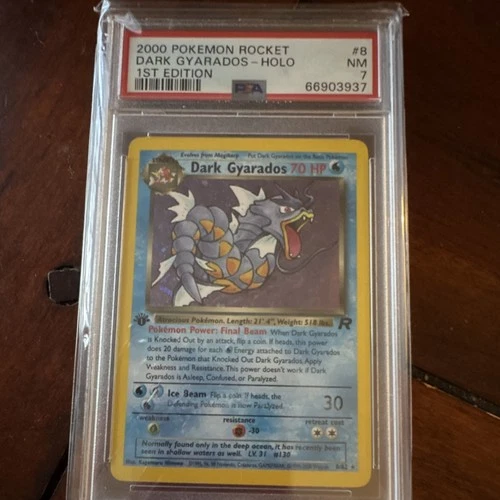 2000 POKEMON ROCKET #8
DARK GYARADOS - HOLO NM
1ST EDITION 7
PSA 66903937
Evolves from Magikarp Put Dark Gyarados on the Basic Pokémon
Dark Gyarados 70 HP
Atrocious Pokémon. Length: 21' 4", Weight: 518 lbs.
Pokémon Power: Final Beam When Dark Gyarados
is Knocked Out by an attack, flip a coin. If heads, this power
does 20 damage for each Energy attached to Dark Gyarados
to the Pokémon that Knocked Out Dark Gyarados. Apply
Weakness and Resistance. This power doesn't work if Dark
Gyarados is Asleep, Confused, or Paralyzed.
Ice Beam Flip a coin. If heads, the
Defending Pokémon is now Paralyzed. 30
weakness resistance retreat cost
-30
Normally found only in the deep ocean, it has recently been
seen in shallow waters as well. LV. 31 #130